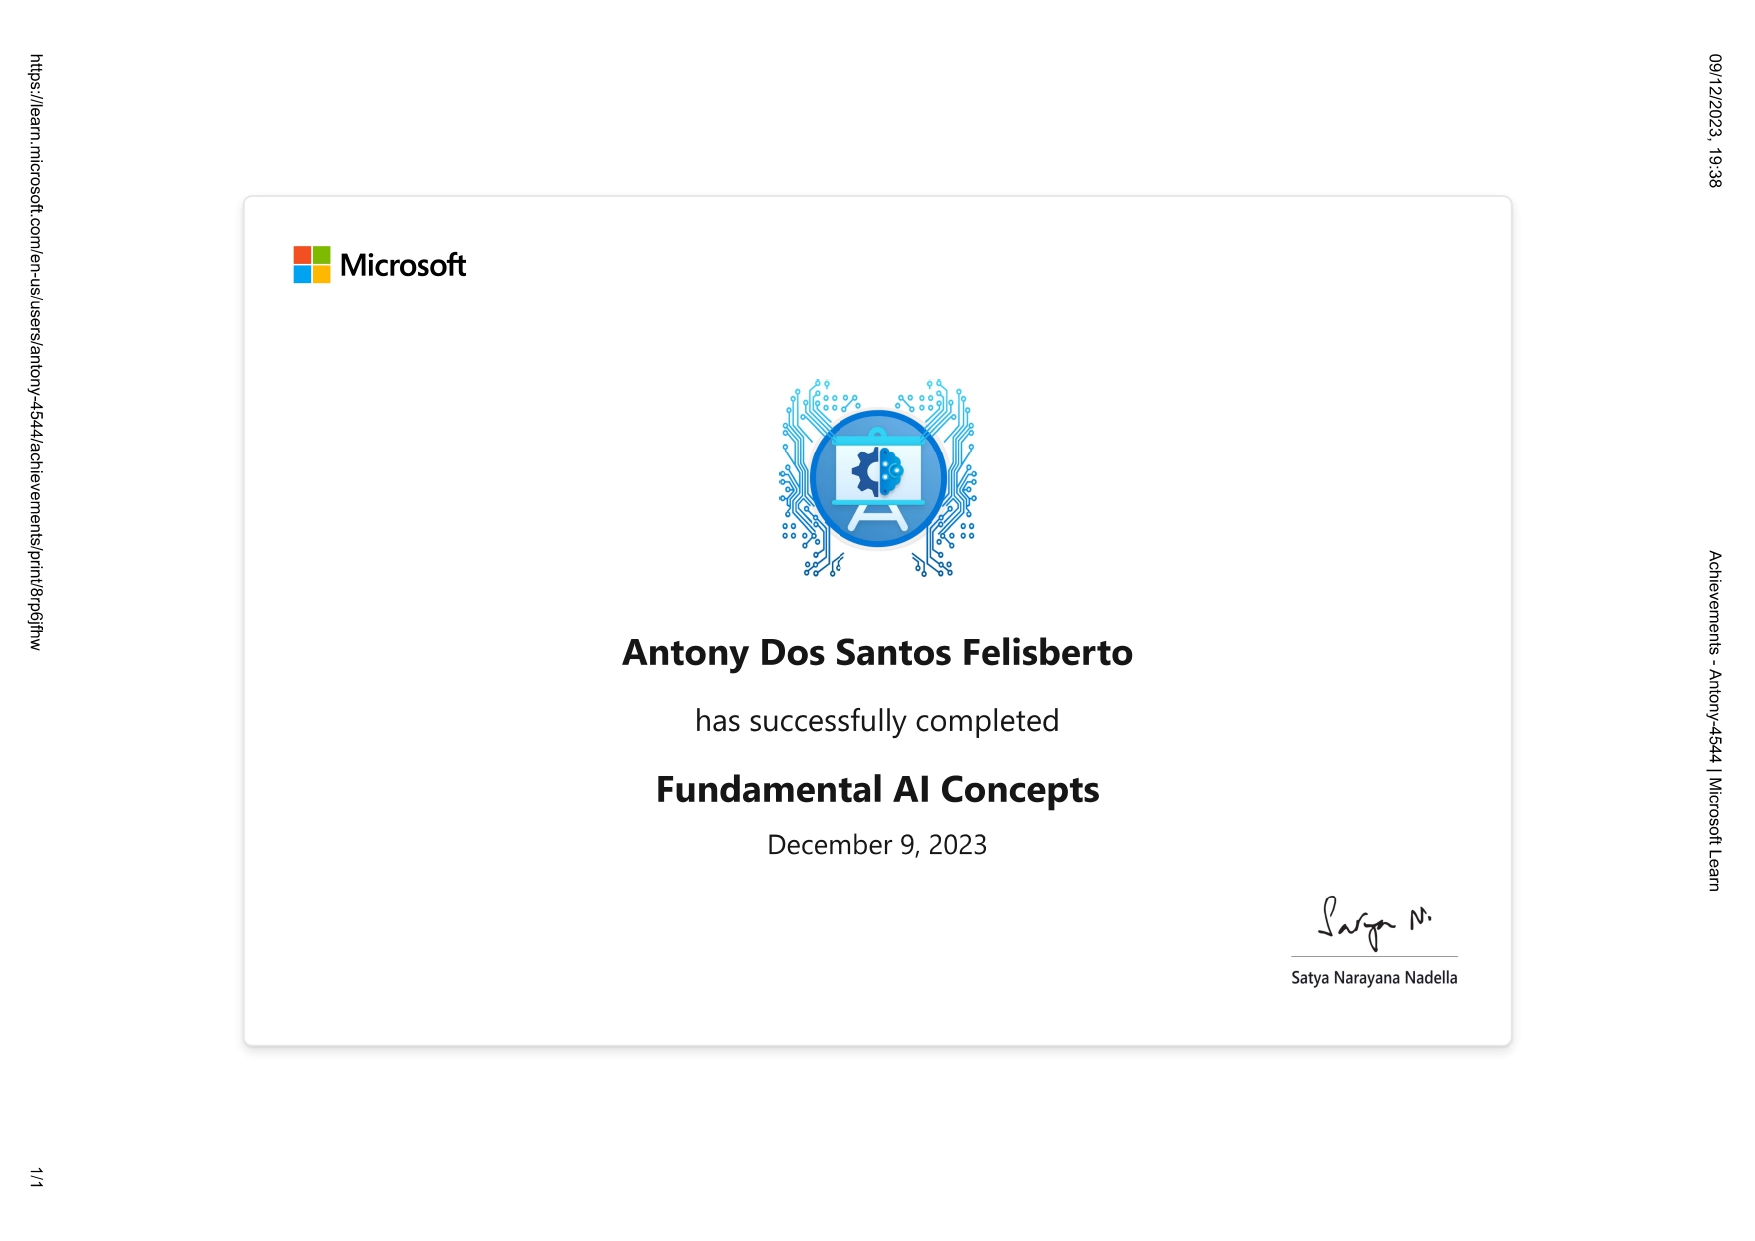 09/12/2023, 19:38
Achievements - Antony-4544 | Microsoft Learn
Microsoft
Antony Dos Santos Felisberto
has successfully completed
Fundamental AI Concepts
December 9, 2023
Satya N.
Satya Narayana Nadella
https://learn.microsoft.com/en-us/users/antony-4544/achievements/print/8rp6jfhw
1/1